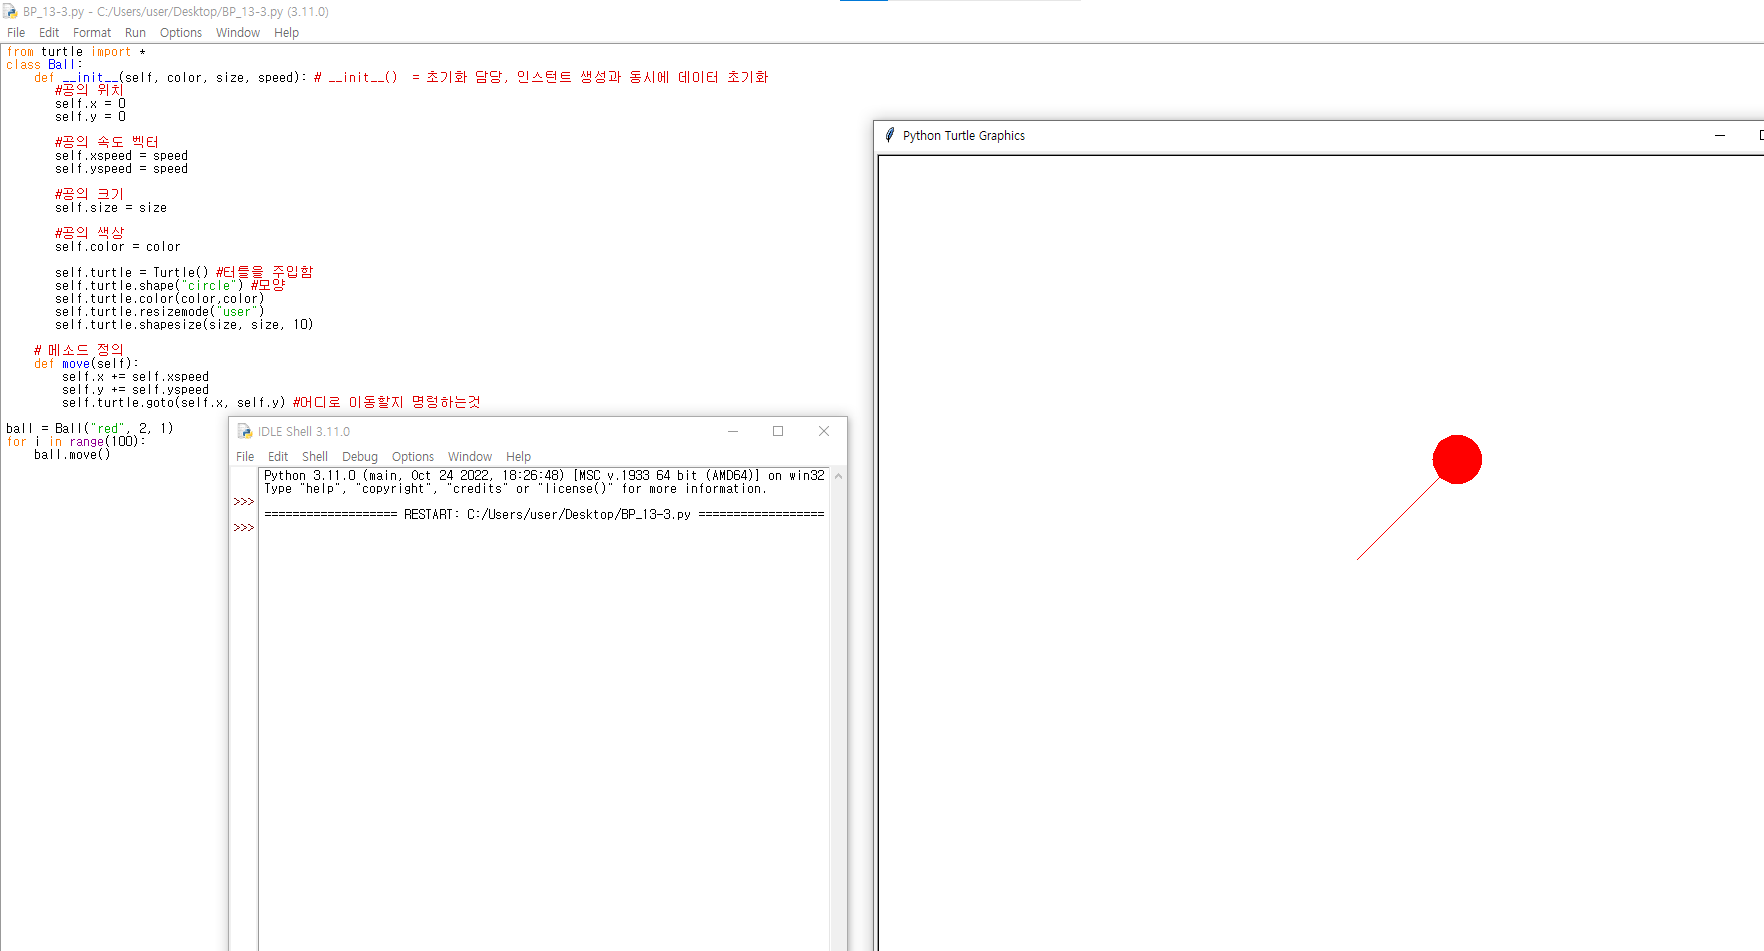 BP_13-3.py - C:/Users/user/Desktop/BP_13-3.py (3.11.0)
File Edit Format Run Options Window Help
from turtle import *
class Ball:
def __init__(self, color, size, speed): # __init__() = 초기화 담당, 인스턴트 생성과 동시에 데이터 초기화
#공의 위치
self.x = 0
self.y = 0
#공의 속도 벡터
self.xspeed = speed
self.yspeed = speed
#공의 크기
self.size = size
#공의 색상
self.color = color
self.turtle = Turtle() #터틀을 주입함
self.turtle.shape("circle") #모양
self.turtle.color(color,color)
self.turtle.resizemode("user")
self.turtle.shapesize(size, size, 10)
# 메소드 정의
def move(self):
self.x += self.xspeed
self.y += self.yspeed
self.turtle.goto(self.x, self.y) #어디로 이동할지 명령하는것
ball = Ball("red", 2, 1)
for i in range(100):
ball.move()
IDLE Shell 3.11.0
File Edit Shell Debug Options Window Help
Python 3.11.0 (main, Oct 24 2022, 18:26:48) [MSC v.1933 64 bit (AMD64)] on win32
Type "help", "copyright", "credits" or "license()" for more information.
>>>
=================== RESTART: C:/Users/user/Desktop/BP_13-3.py ==================
>>>
Python Turtle Graphics